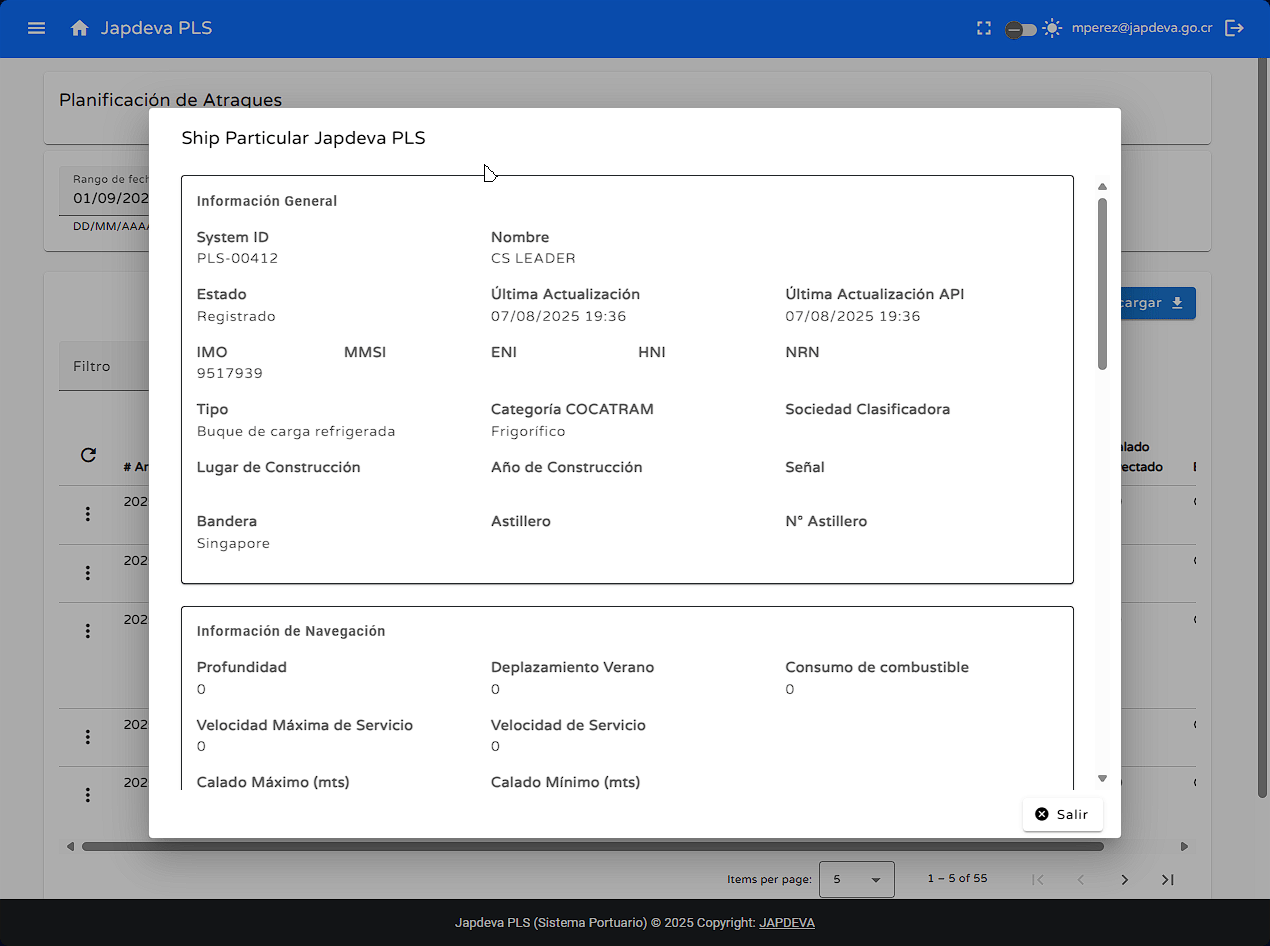 Japdeva PLS
mperez@japdeva.go.cr
Planificación de Atraques
Ship Particular Japdeva PLS
Rango de fech
01/09/202
DD/MM/AAAA
Información General
System ID Nombre
PLS-00412 CS LEADER
Estado Última Actualización Última Actualización API
Registrado 07/08/2025 19:36 07/08/2025 19:36
cargar
IMO MMSI ENI HNI NRN
9517939
Filtro
Tipo Categoría COCATRAM Sociedad Clasificadora
Buque de carga refrigerada Frigorífico
Lugar de Construcción Año de Construcción Señal
Bandera Astillero N° Astillero
Singapore
202
202
202
202
202
Información de Navegación
Profundidad Deplazamiento Verano Consumo de combustible
0 0 0
Velocidad Máxima de Servicio Velocidad de Servicio
0 0
Calado Máximo (mts) Calado Mínimo (mts)
Salir
Items per page: 5 1 – 5 of 55
Japdeva PLS (Sistema Portuario) © 2025 Copyright: JAPDEVA